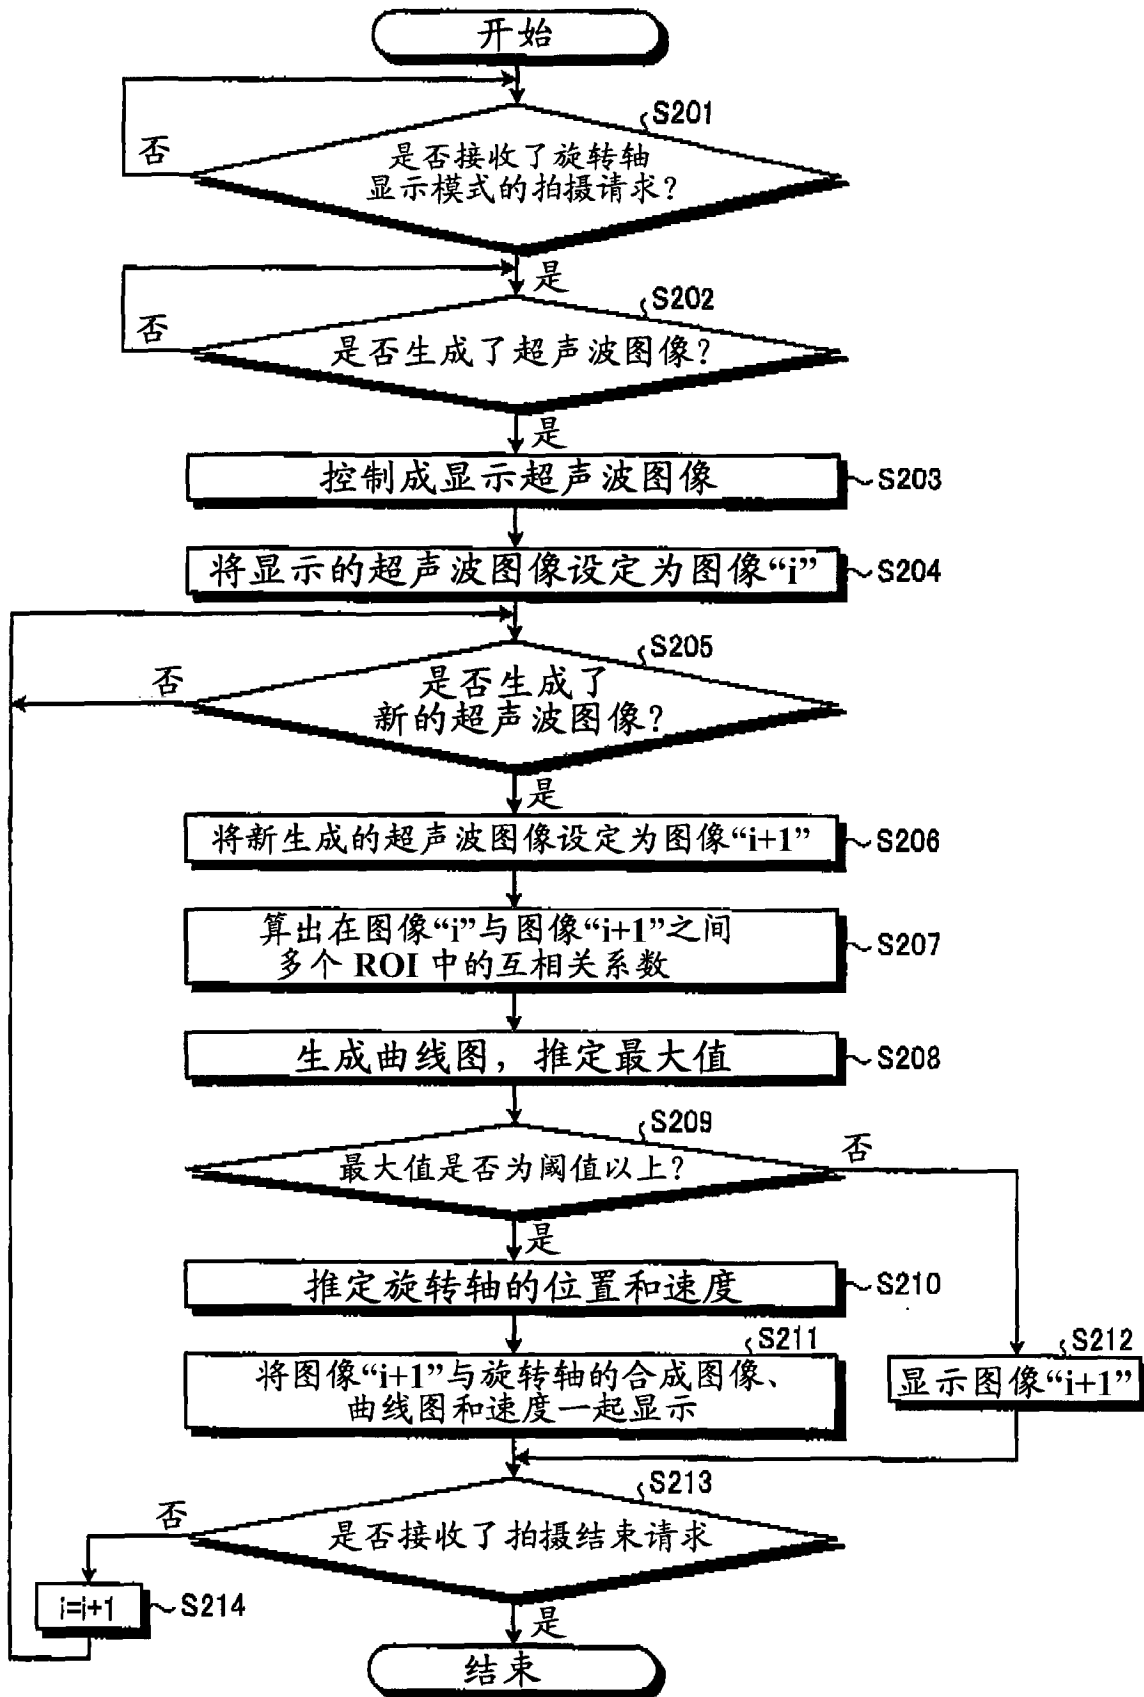 开始
S201
否
是否接收了旋转轴
显示模式的拍摄请求?
是
S202
否
是否生成了超声波图像?
是
控制成显示超声波图像
S203
将显示的超声波图像设定为图像“i”
S204
S205
否
是否生成了
新的超声波图像?
是
将新生成的超声波图像设定为图像“i+1”
S206
算出在图像“i”与图像“i+1”之间
多个 ROI 中的互相关系数
S207
生成曲线图，推定最大值
S208
S209
最大值是否为阈值以上?
否
是
推定旋转轴的位置和速度
S210
S211
将图像“i+1”与旋转轴的合成图像、
曲线图和速度一起显示
S212
显示图像“i+1”
S213
否
是否接收了拍摄结束请求
i=i+1
S214
是
结束